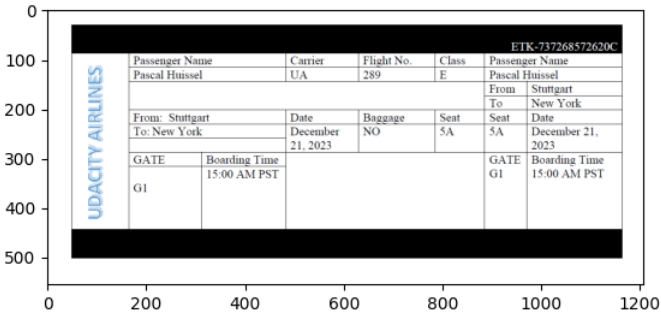 0
100
200
300
400
500
0 200 400 600 800 1000 1200
ETK-737268572620C
UDACITY AIRLINES
Passenger Name Carrier Flight No. Class Passenger Name
Pascal Huissel UA 289 E Pascal Huissel
From Stuttgart
To New York
From: Stuttgart Date Baggage Seat Seat Date
To: New York December NO 5A 5A December 21,
21, 2023 2023
GATE Boarding Time GATE Boarding Time
15:00 AM PST G1 15:00 AM PST
G1